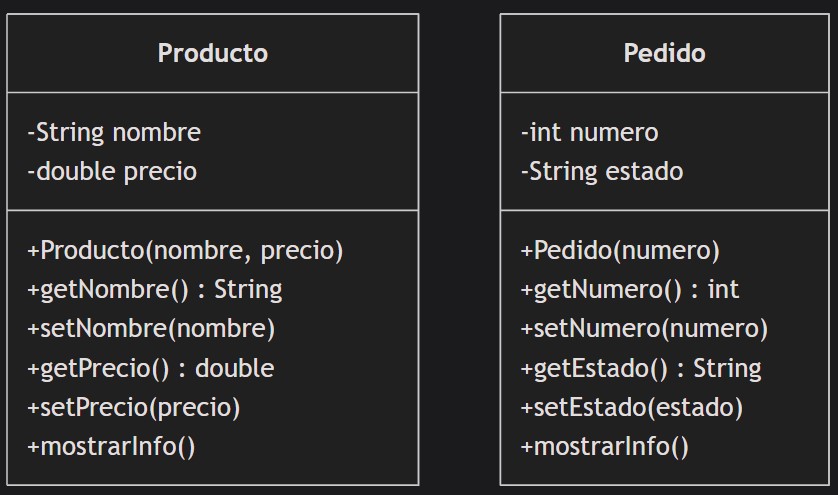 Producto
-String nombre
-double precio
+Producto(nombre, precio)
+getNombre() : String
+setNombre(nombre)
+getPrecio() : double
+setPrecio(precio)
+mostrarInfo()
Pedido
-int numero
-String estado
+Pedido(numero)
+getNumero() : int
+setNumero(numero)
+getEstado() : String
+setEstado(estado)
+mostrarInfo()